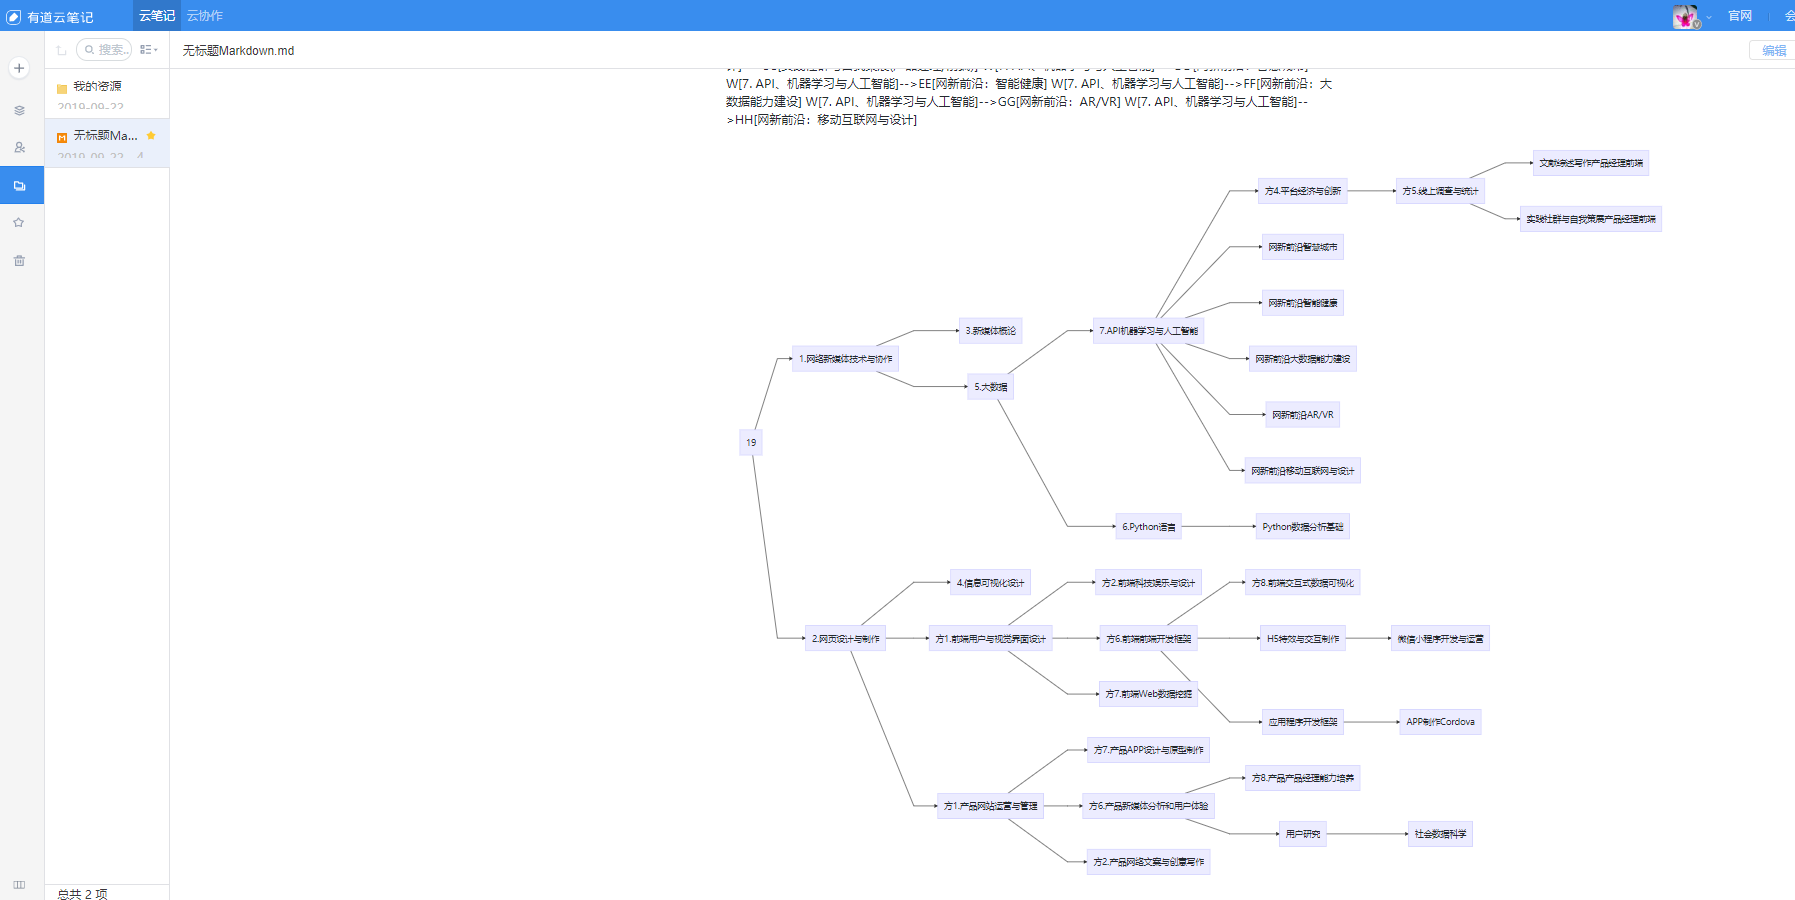 有道云笔记
云笔记
云协作
官网
搜索..
无标题Markdown.md
编辑
我的资源
2019-09-22
无标题Ma...
2019-09-22
W[7. API、机器学习与人工智能]-->EE[网新前沿：智能健康] W[7. API、机器学习与人工智能]-->FF[网新前沿：大
数据能力建设] W[7. API、机器学习与人工智能]-->GG[网新前沿：AR/VR] W[7. API、机器学习与人工智能]--
>HH[网新前沿：移动互联网与设计]
文献综述写作产品经理前端
方4.平台经济与创新
方5.线上调查与统计
实践社群与自我策展产品经理前端
网新前沿智慧城市
网新前沿智能健康
3.新媒体概论
7.API机器学习与人工智能
1.网络新媒体技术与协作
网新前沿大数据能力建设
5.大数据
网新前沿AR/VR
19
网新前沿移动互联网与设计
6.Python语言
Python数据分析基础
4.信息可视化设计
方2.前端科技娱乐与设计
方8.前端交互式数据可视化
2.网页设计与制作
方1.前端用户与视觉界面设计
方6.前端前端开发框架
H5特效与交互制作
微信小程序开发与运营
方7.前端Web数据挖掘
应用程序开发框架
APP制作Cordova
方7.产品APP设计与原型制作
方8.产品产品经理能力培养
方1.产品网站运营与管理
方6.产品新媒体分析和用户体验
用户研究
社会数据科学
方2.产品网络文案与创意写作
总共 2 项